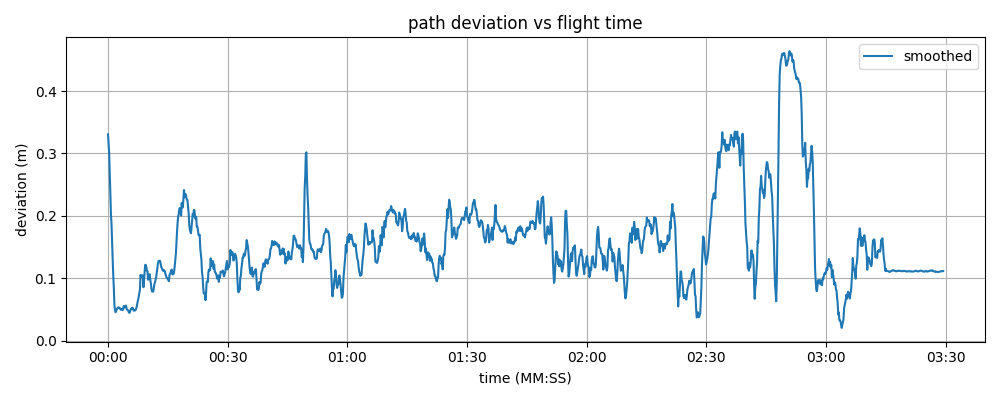 path deviation vs flight time
smoothed
deviation (m)
0.4
0.3
0.2
0.1
0.0
00:00 00:30 01:00 01:30 02:00 02:30 03:00 03:30
time (MM:SS)